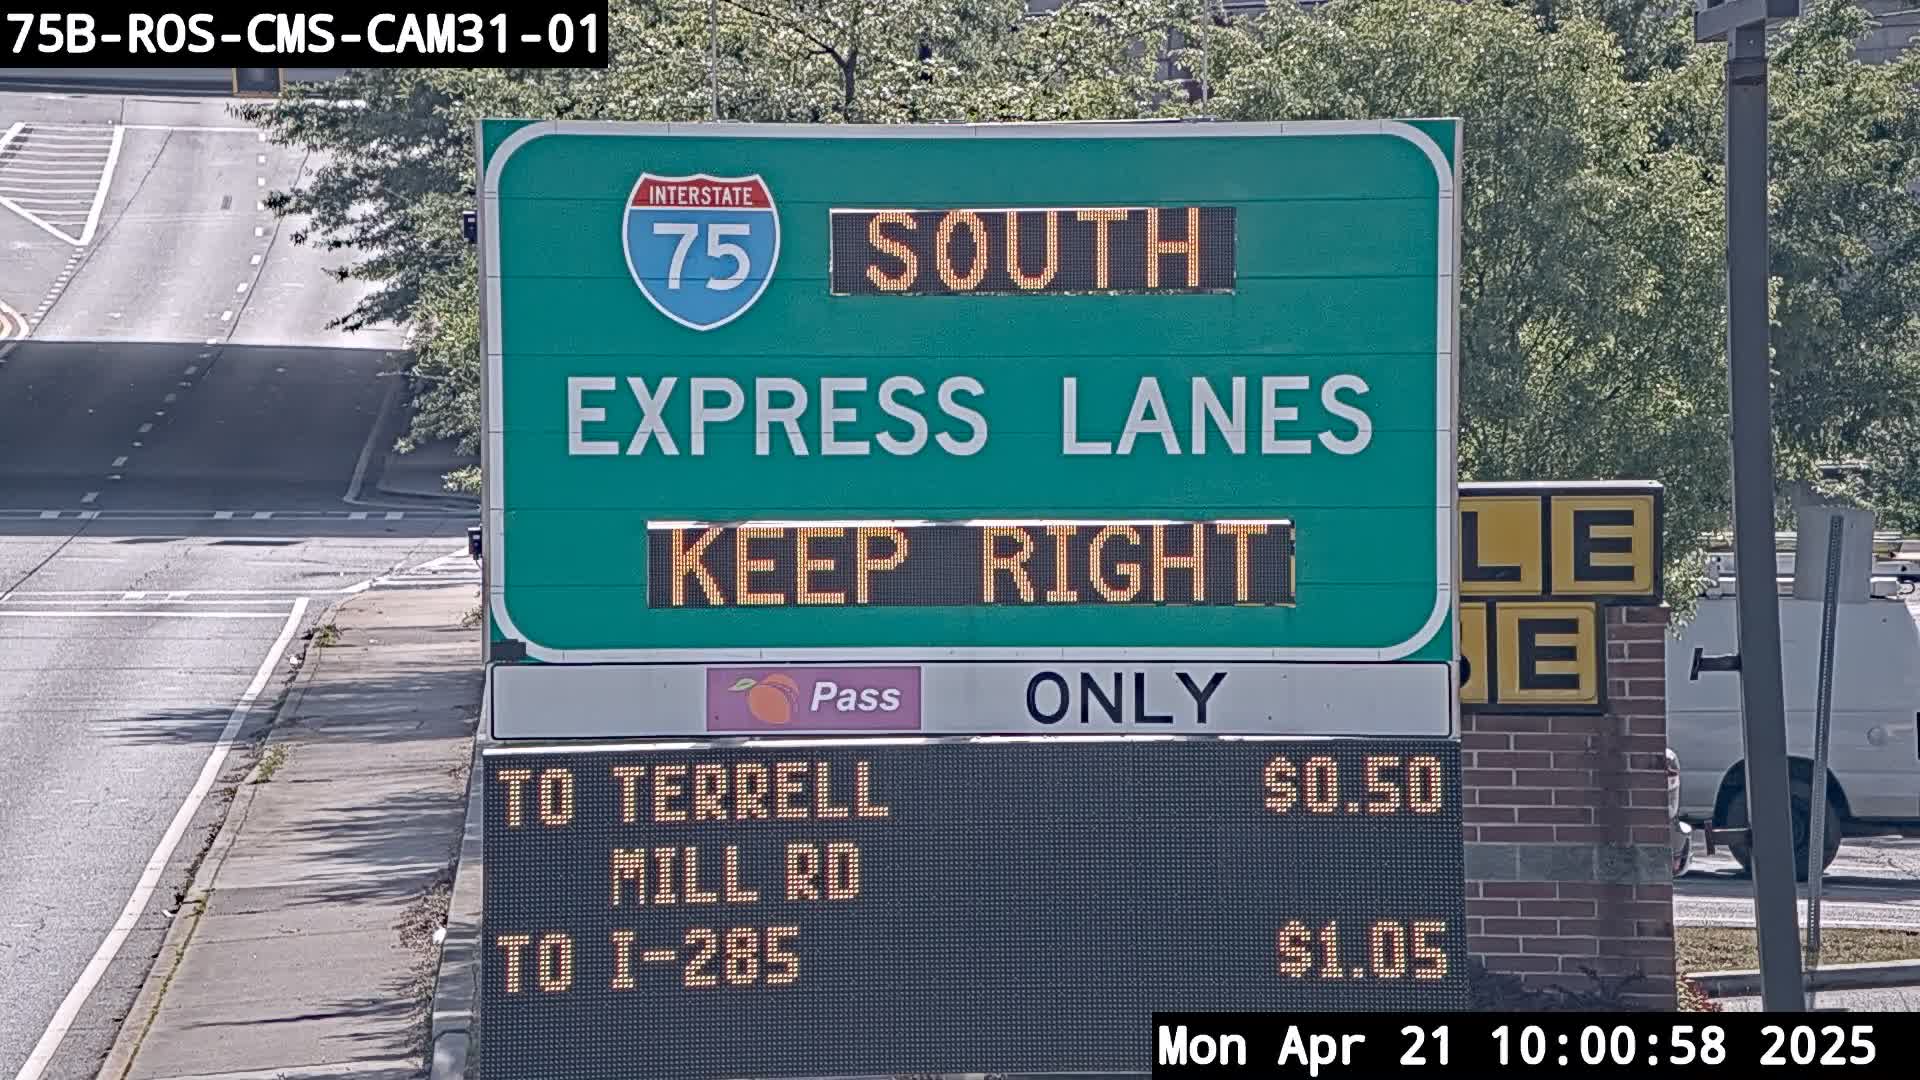 75B-ROS-CMS-CAM31-01
INTERSTATE
75
SOUTH
EXPRESS LANES
KEEP RIGHT
Pass ONLY
TO TERRELL $0.50
MILL RD
TO I-285 $1.05
LE
E
Mon Apr 21 10:00:58 2025